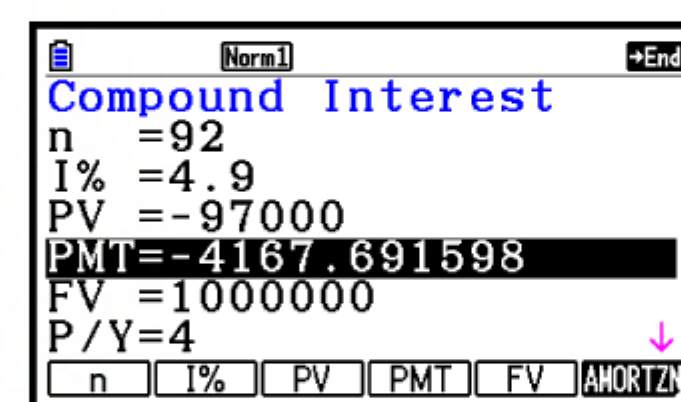 Norm1 →End
Compound Interest
n =92
I% =4.9
PV =-97000
PMT=-4167.691598
FV =1000000
P/Y=4 ↓
n I% PV PMT FV AMORTZN